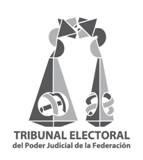 TRIBUNAL ELECTORAL
del Poder Judicial de la Federación